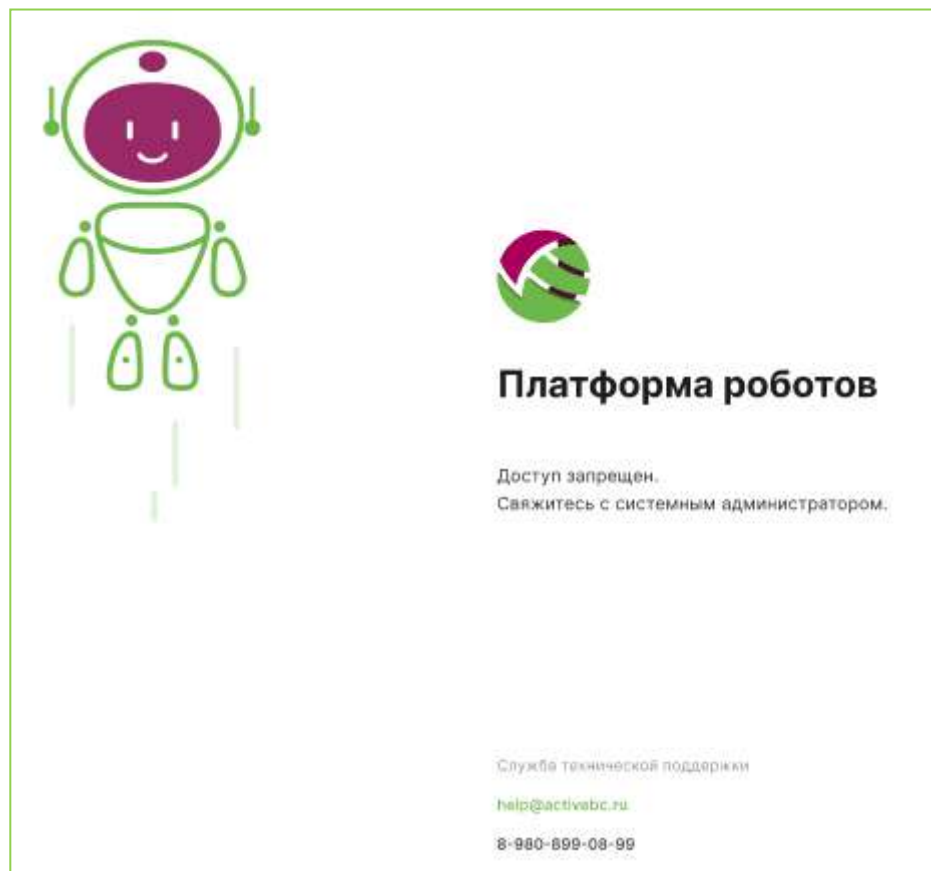 Платформа роботов
Доступ запрещен.
Свяжитесь с системным администратором.
Служба технической поддержки
help@activebc.ru
8-980-899-08-99